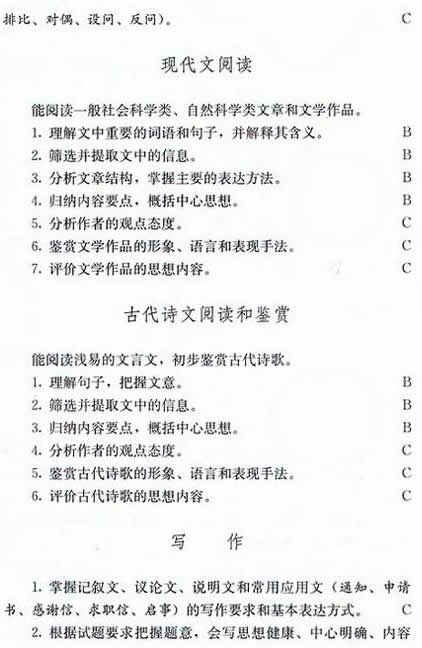 排比、对偶、设问、反问)。 C
现代文阅读
能阅读一般社会科学类、自然科学类文章和文学作品。
1. 理解文中重要的词语和句子，并解释其含义。 B
2. 筛选并提取文中的信息。 B
3. 分析文章结构，掌握主要的表达方法。 B
4. 归纳内容要点，概括中心思想。 B
5. 分析作者的观点态度。 C
6. 鉴赏文学作品的形象、语言和表现手法。 C
7. 评价文学作品的思想内容。 C
古代诗文阅读和鉴赏
能阅读浅易的文言文，初步鉴赏古代诗歌。
1. 理解句子，把握文意。 B
2. 筛选并提取文中的信息。 B
3. 归纳内容要点，概括中心思想。 B
4. 分析作者的观点态度。 C
5. 鉴赏古代诗歌的形象、语言和表现手法。 C
6. 评价古代诗歌的思想内容。 C
写 作
1. 掌握记叙文、议论文、说明文和常用应用文（通知、申请
书、感谢信、求职信、启事）的写作要求和基本表达方式。 C
2. 根据试题要求把握题意，会写思想健康、中心明确、内容